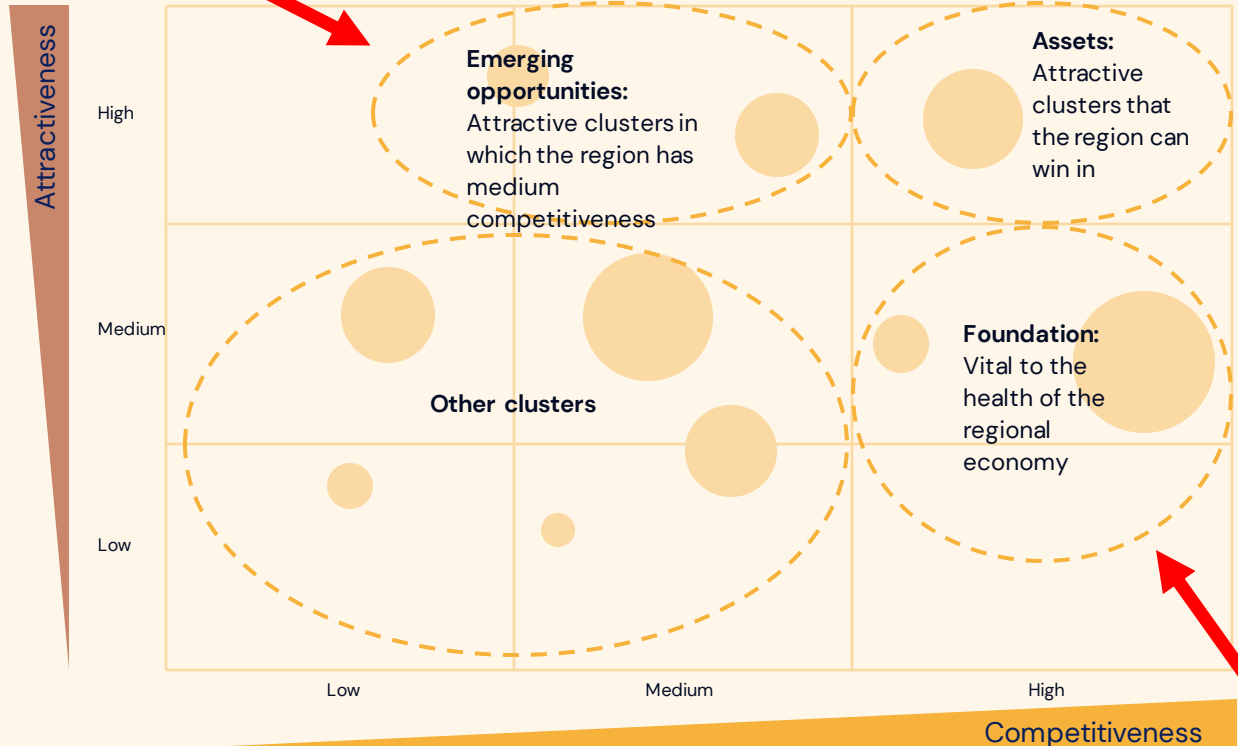 Attractiveness
High
Emerging
opportunities:
Attractive clusters in
which the region has
medium
competitiveness
Assets:
Attractive
clusters that
the region can
win in
Medium
Other clusters
Foundation:
Vital to the
health of the
regional
economy
Low
Low
Medium
High
Competitiveness